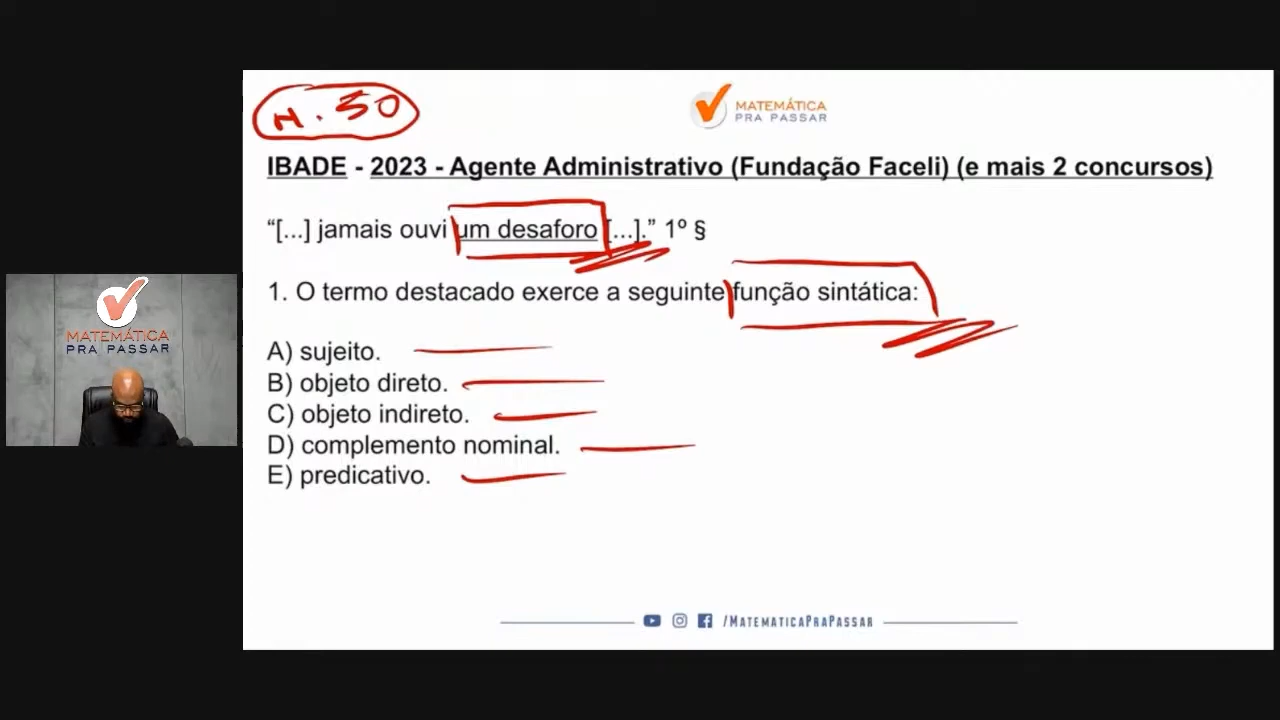 N. 50
MATEMÁTICA
PRA PASSAR
IBADE - 2023 - Agente Administrativo (Fundação Faceli) (e mais 2 concursos)
“[...] jamais ouvi um desaforo [...].” 1º §
1. O termo destacado exerce a seguinte função sintática:
A) sujeito.
B) objeto direto.
C) objeto indireto.
D) complemento nominal.
E) predicativo.
MATEMÁTICA
PRA PASSAR
/MATEMATICAPRAPASSAR